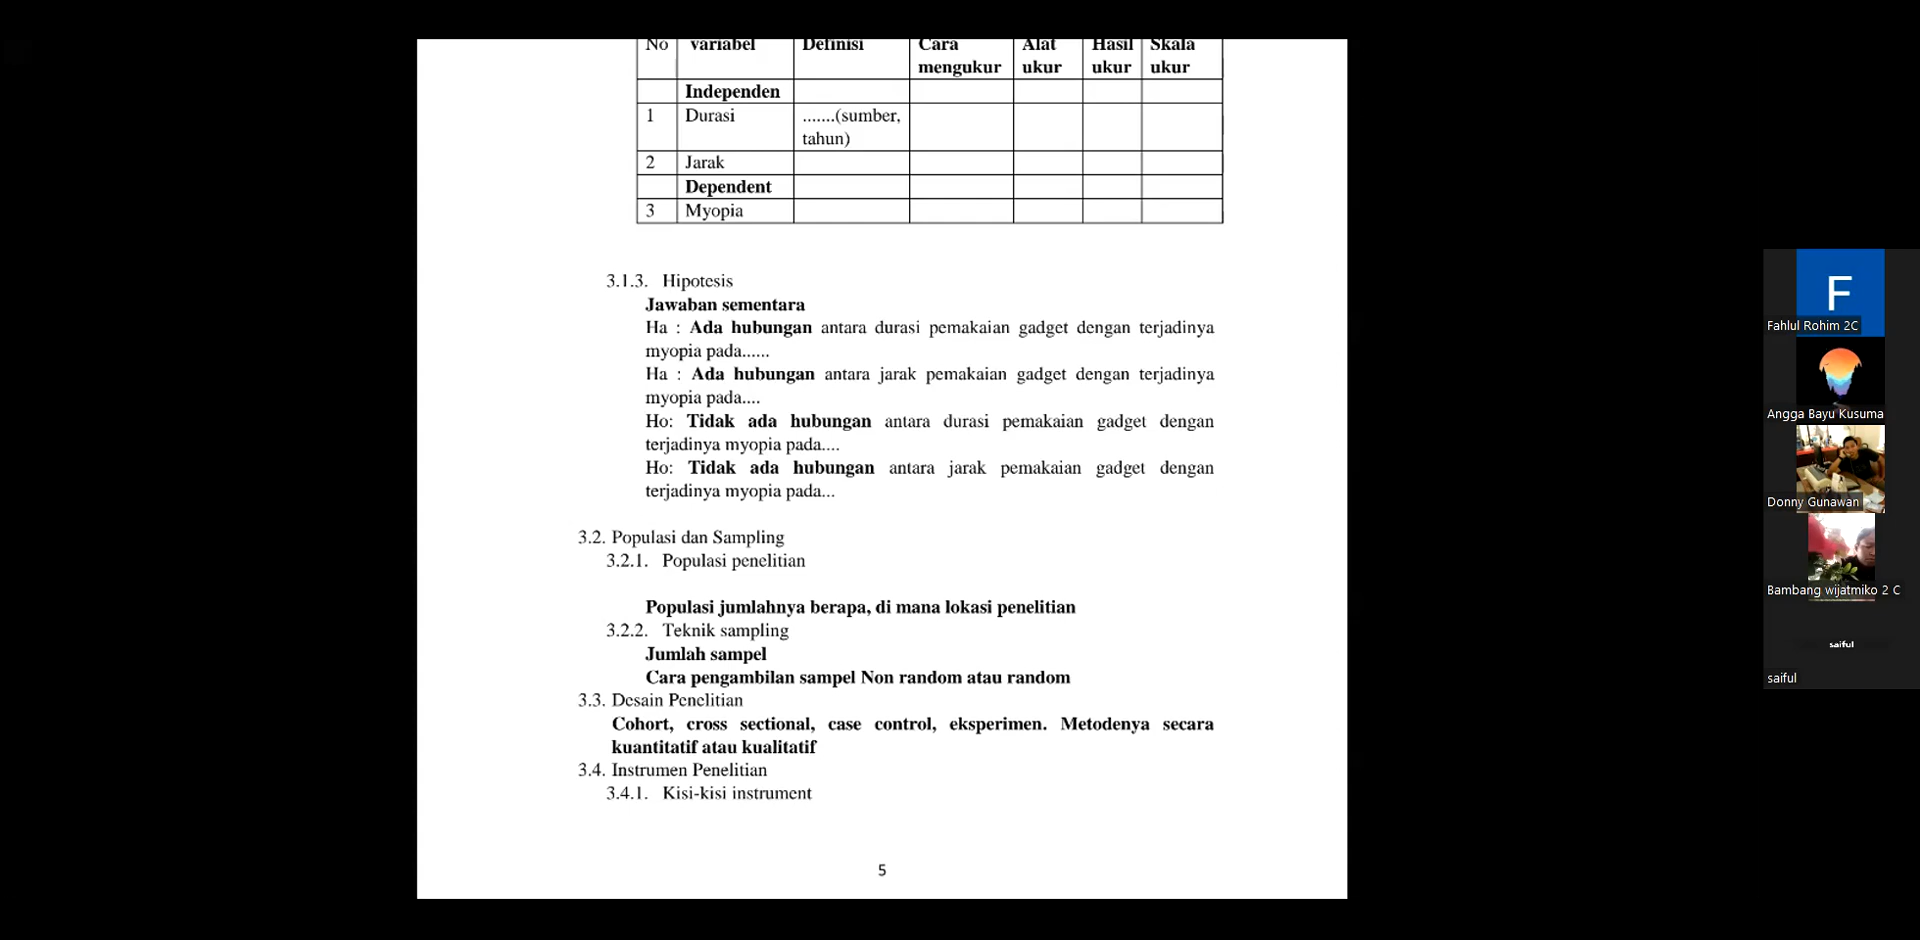 No variabel Definisi Cara Alat Hasil Skala
mengukur ukur ukur ukur
Independen
1 Durasi .......(sumber,
tahun)
2 Jarak
Dependent
3 Myopia
3.1.3. Hipotesis
Jawaban sementara
Ha : Ada hubungan antara durasi pemakaian gadget dengan terjadinya
myopia pada......
Ha : Ada hubungan antara jarak pemakaian gadget dengan terjadinya
myopia pada....
Ho: Tidak ada hubungan antara durasi pemakaian gadget dengan
terjadinya myopia pada....
Ho: Tidak ada hubungan antara jarak pemakaian gadget dengan
terjadinya myopia pada...
3.2. Populasi dan Sampling
3.2.1. Populasi penelitian
Populasi jumlahnya berapa, di mana lokasi penelitian
3.2.2. Teknik sampling
Jumlah sampel
Cara pengambilan sampel Non random atau random
3.3. Desain Penelitian
Cohort, cross sectional, case control, eksperimen. Metodenya secara
kuantitatif atau kualitatif
3.4. Instrumen Penelitian
3.4.1. Kisi-kisi instrument
5
F
Fahlul Rohim 2C
Angga Bayu Kusuma
Donny Gunawan
Bambang wijatmiko 2 C
saiful
saiful